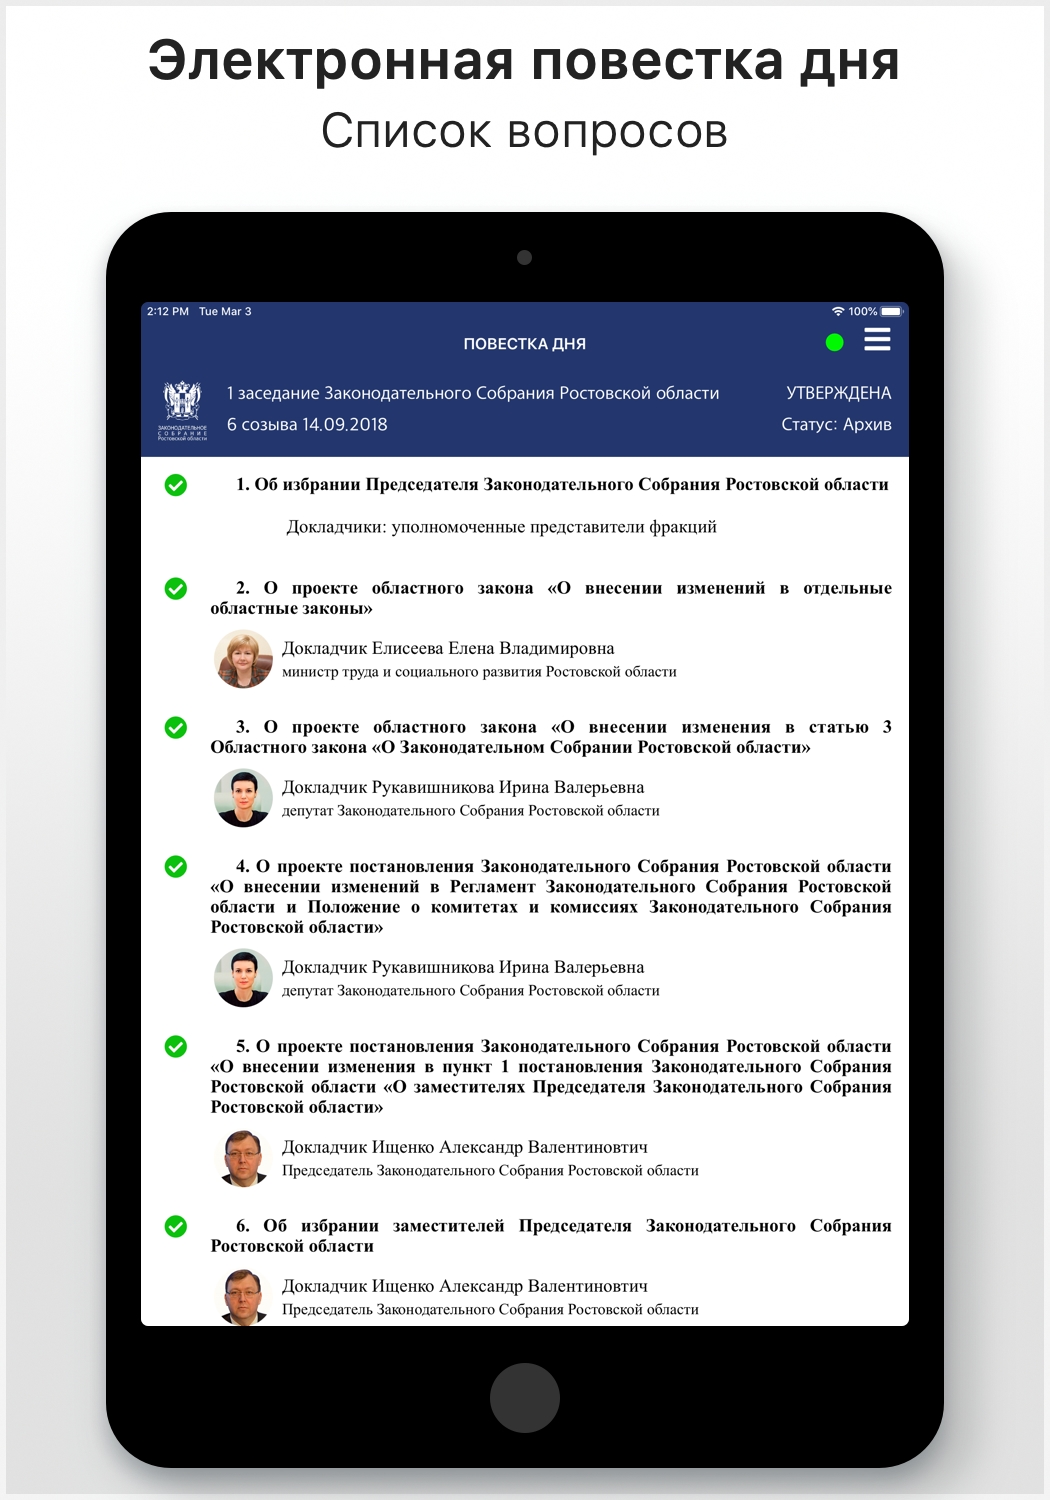 Электронная повестка дня
Список вопросов
2:12 PM Tue Mar 3
100%
ПОВЕСТКА ДНЯ
1 заседание Законодательного Собрания Ростовской области
УТВЕРЖДЕНА
6 созыва 14.09.2018
Статус: Архив
ЗАКОНОДАТЕЛЬНОЕ
СОБРАНИЕ
Ростовской области
1. Об избрании Председателя Законодательного Собрания Ростовской области
Докладчики: уполномоченные представители фракций
2. О проекте областного закона «О внесении изменений в отдельные
областные законы»
Докладчик Елисеева Елена Владимировна
министр труда и социального развития Ростовской области
3. О проекте областного закона «О внесении изменения в статью 3
Областного закона «О Законодательном Собрании Ростовской области»
Докладчик Рукавишникова Ирина Валерьевна
депутат Законодательного Собрания Ростовской области
4. О проекте постановления Законодательного Собрания Ростовской области
«О внесении изменений в Регламент Законодательного Собрания Ростовской
области и Положение о комитетах и комиссиях Законодательного Собрания
Ростовской области»
Докладчик Рукавишникова Ирина Валерьевна
депутат Законодательного Собрания Ростовской области
5. О проекте постановления Законодательного Собрания Ростовской области
«О внесении изменения в пункт 1 постановления Законодательного Собрания
Ростовской области «О заместителях Председателя Законодательного Собрания
Ростовской области»
Докладчик Ищенко Александр Валентиновтич
Председатель Законодательного Собрания Ростовской области
6. Об избрании заместителей Председателя Законодательного Собрания
Ростовской области
Докладчик Ищенко Александр Валентиновтич
Председатель Законодательного Собрания Ростовской области